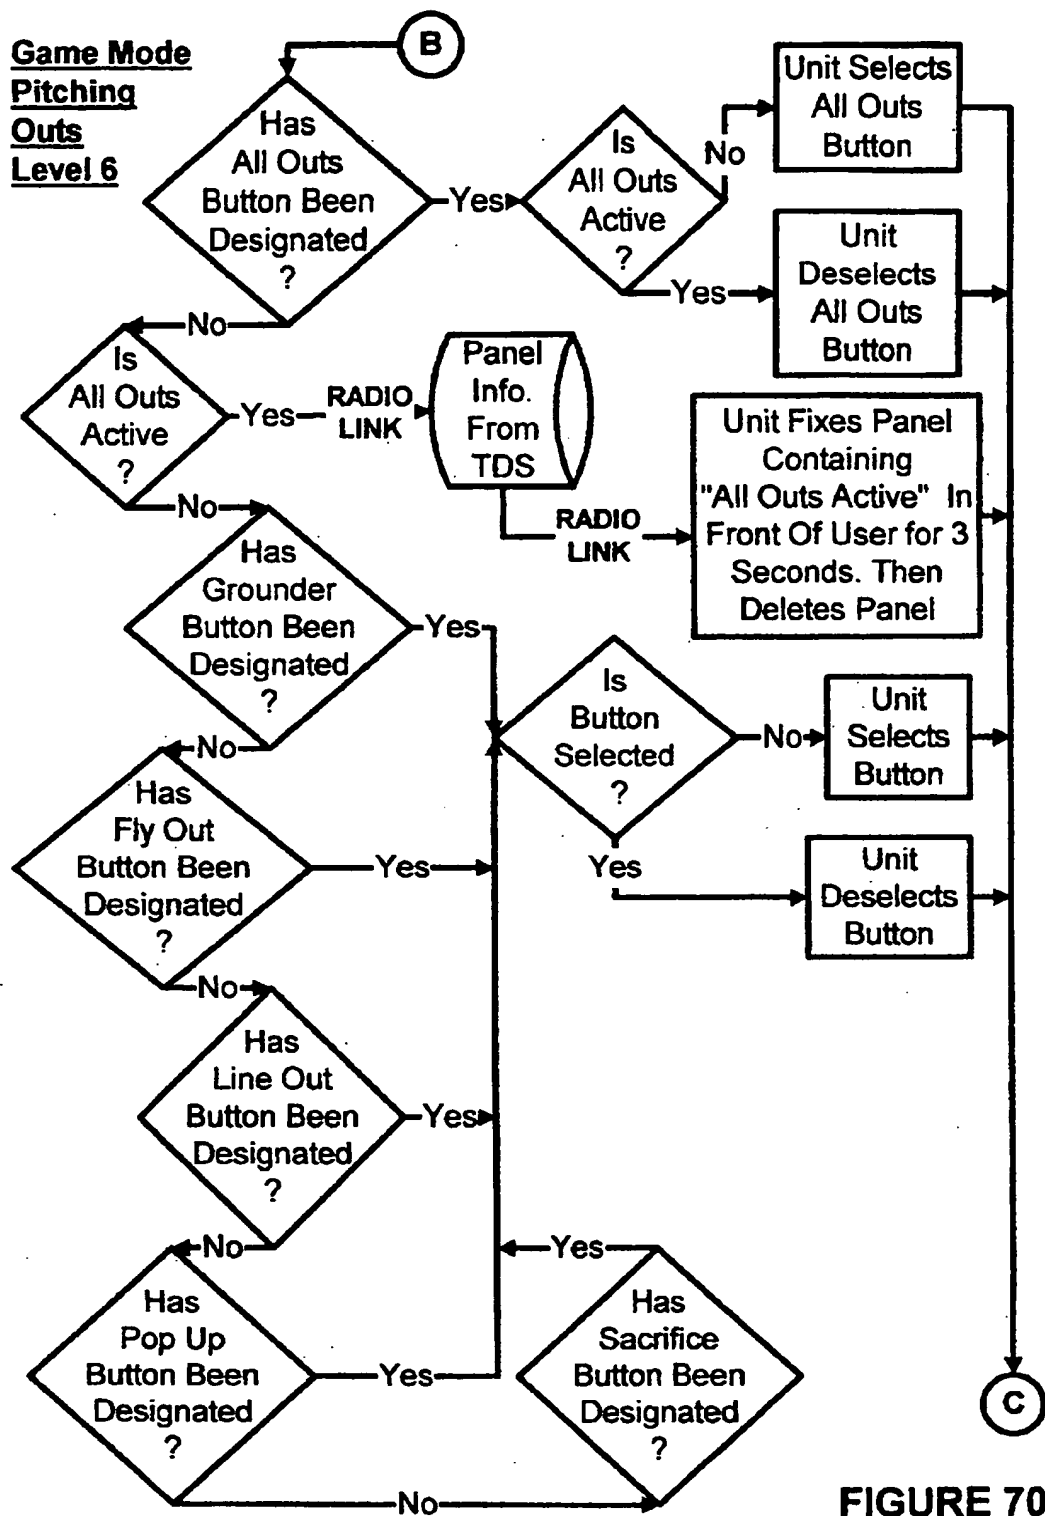 Game Mode
Pitching
Outs
Level 6
B
Has
All Outs
Button Been
Designated
?
Yes
Is
All Outs
Active
?
No
Unit Selects
All Outs
Button
Yes
Unit
Deselects
All Outs
Button
No
Is
All Outs
Active
?
Yes
RADIO
LINK
Panel
Info.
From
TDS
RADIO
LINK
Unit Fixes Panel
Containing
"All Outs Active" In
Front Of User for 3
Seconds. Then
Deletes Panel
No
Has
Grounder
Button Been
Designated
?
Yes
Is
Button
Selected
?
No
Unit
Selects
Button
Yes
Unit
Deselects
Button
No
Has
Fly Out
Button Been
Designated
?
Yes
No
Has
Line Out
Button Been
Designated
?
Yes
No
Has
Pop Up
Button Been
Designated
?
Yes
Yes
Has
Sacrifice
Button Been
Designated
?
No
C
FIGURE 70